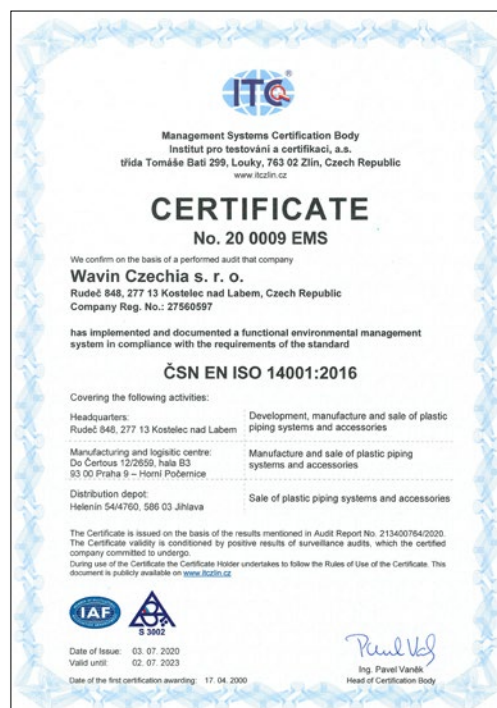 ITC
®
Management Systems Certification Body
Institut pro testování a certifikaci, a.s.
třída Tomáše Bati 299, Louky, 763 02 Zlín, Czech Republic
www.itczlin.cz
CERTIFICATE
No. 20 0009 EMS
We confirm on the basis of a performed audit that company
Wavin Czechia s. r. o.
Rudeč 848, 277 13 Kostelec nad Labem, Czech Republic
Company Reg. No.: 27560597
has implemented and documented a functional environmental management
system in compliance with the requirements of the standard
ČSN EN ISO 14001:2016
Covering the following activities:
Headquarters:
Rudeč 848, 277 13 Kostelec nad Labem
Development, manufacture and sale of plastic
piping systems and accessories
Manufacturing and logisitic centre:
Do Čertous 12/2659, hala B3
93 00 Praha 9 – Horní Počernice
Manufacture and sale of plastic piping
systems and accessories
Distribution depot:
Helenín 54/4760, 586 03 Jihlava
Sale of plastic piping systems and accessories
The Certificate is issued on the basis of the results mentioned in Audit Report No. 213400764/2020.
The Certificate validity is conditioned by positive results of surveillance audits, which the certified
company committed to undergo.
During use of the Certificate the Certificate Holder undertakes to follow the Rules of Use of the Certificate. This
document is publicly available on www.itczlin.cz
IAF
S 3002
Date of Issue: 03. 07. 2020
Valid until: 02. 07. 2023
Date of the first certification awarding: 17. 04. 2000
Ing. Pavel Vaněk
Head of Certification Body